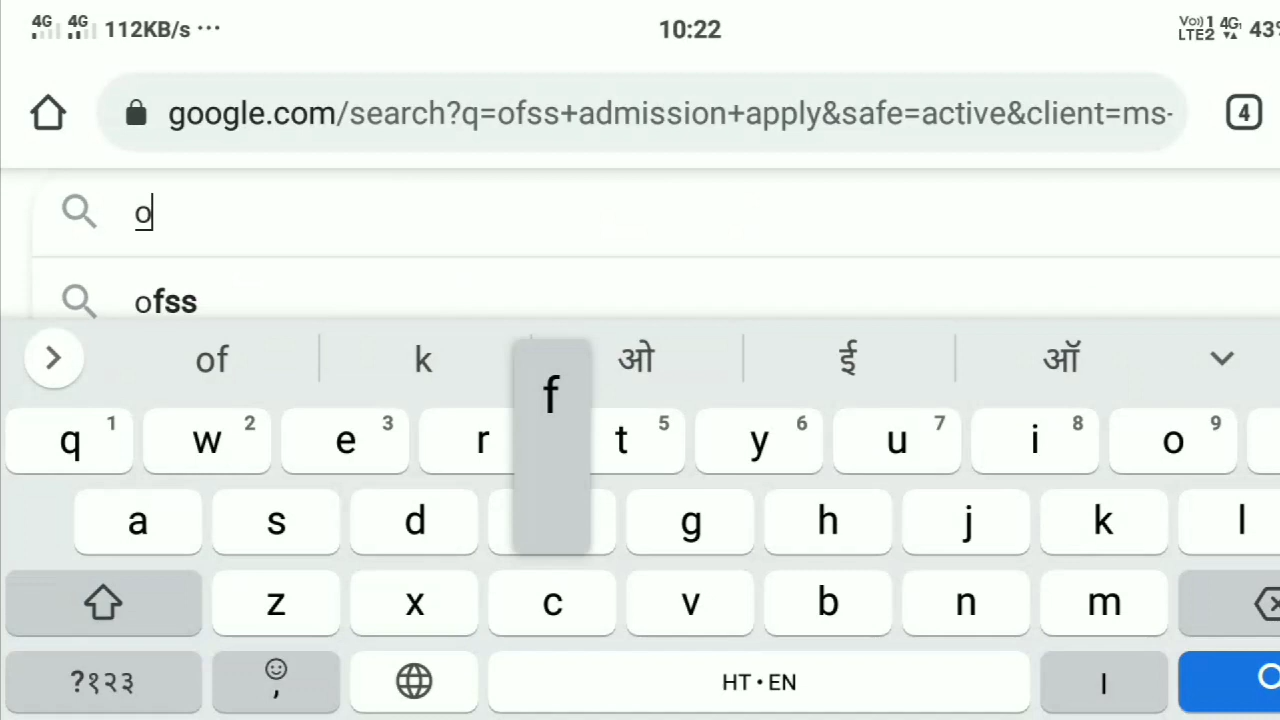 4G 4G 112KB/s ... 10:22 Vo)) 1 4G LTE2 43%
google.com/search?q=ofss+admission+apply&safe=active&client=ms-
4
o
ofss
of k ओ ई ऑ
f
q 1 w 2 e 3 r t 5 y 6 u 7 i 8 o 9
a s d g h j k l
z x c v b n m
?१२३ , HT • EN ।